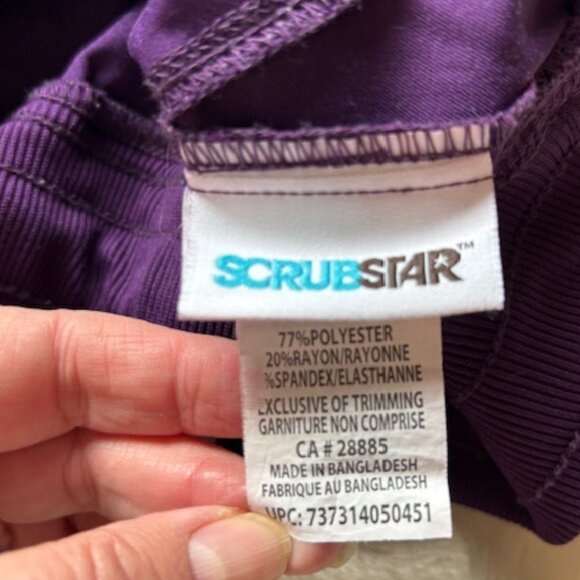 SCRUBSTAR™
77%POLYESTER
20%RAYON/RAYONNE
%SPANDEX/ELASTHANNE
EXCLUSIVE OF TRIMMING
GARNITURE NON COMPRISE
CA # 28885
MADE IN BANGLADESH
FABRIQUE AU BANGLADESH
UPC: 737314050451